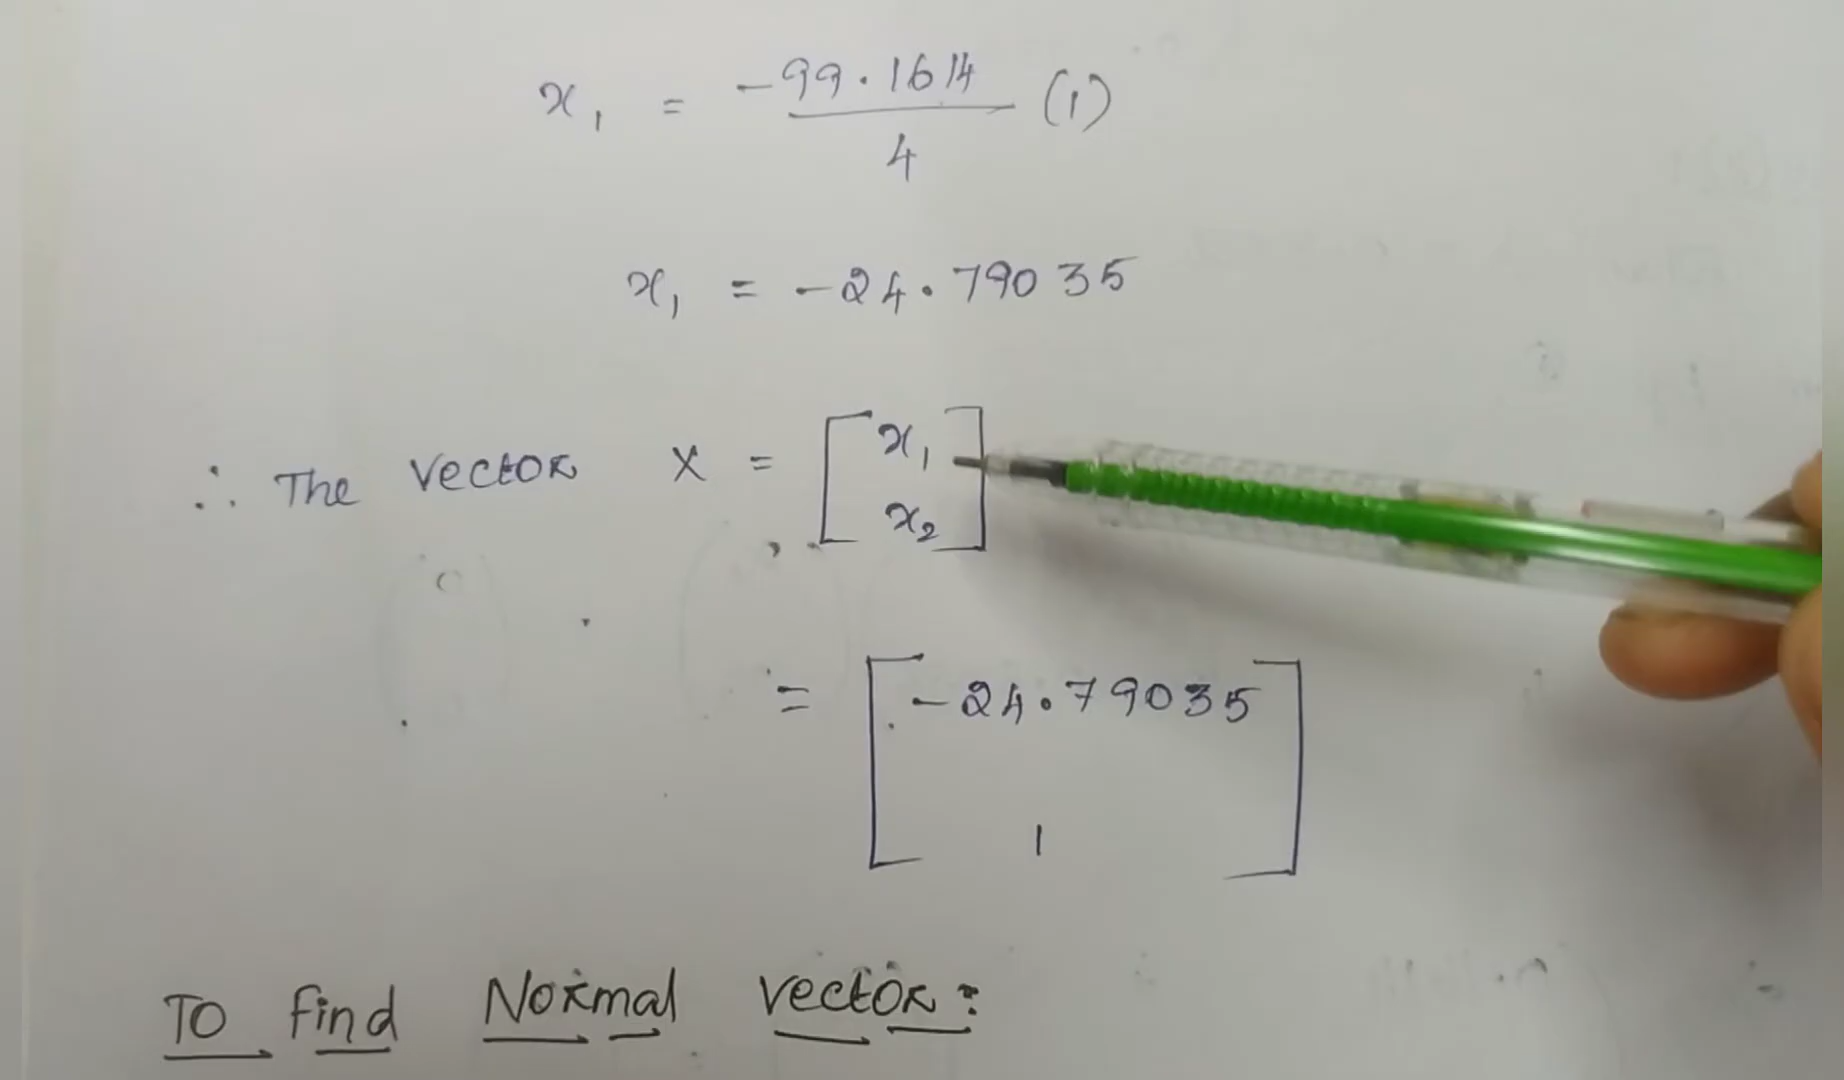 x₁ = -99.1614/4 (1)
x₁ = -24.79035
∴ The vector X = [x₁
x₂]
= [-24.79035
1]
To find Normal vector: